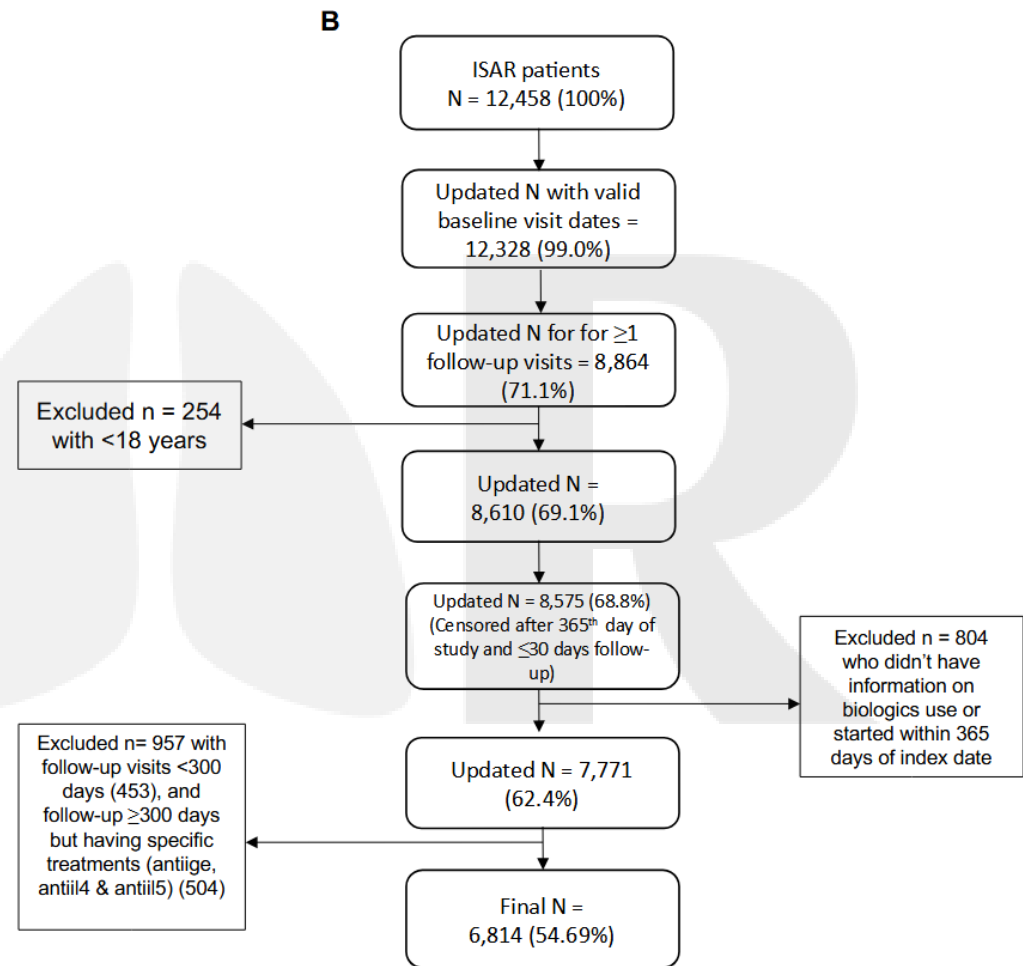 B
ISAR patients
N = 12,458 (100%)
Updated N with valid
baseline visit dates =
12,328 (99.0%)
Updated N for for ≥1
follow-up visits = 8,864
(71.1%)
Excluded n = 254
with <18 years
Updated N =
8,610 (69.1%)
Updated N = 8,575 (68.8%)
(Censored after 365th day of
study and ≤30 days follow-
up)
Excluded n = 804
who didn't have
information on
biologics use or
started within 365
days of index date
Updated N = 7,771
(62.4%)
Excluded n= 957 with
follow-up visits <300
days (453), and
follow-up ≥300 days
but having specific
treatments (antiige,
antiil4 & antiil5) (504)
Final N =
6,814 (54.69%)
R